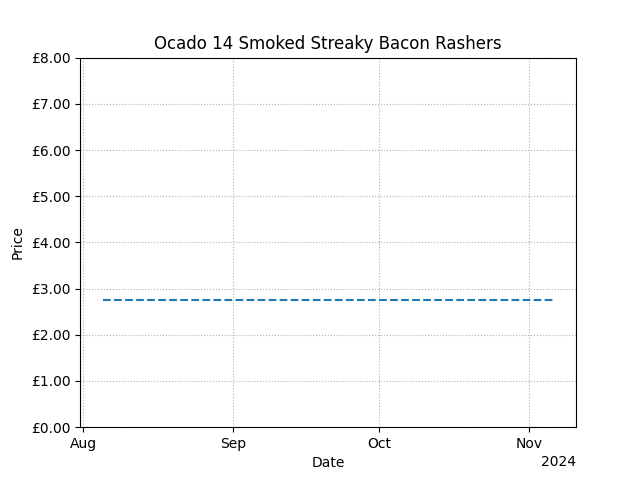 Ocado 14 Smoked Streaky Bacon Rashers
£8.00
£7.00
£6.00
£5.00
£4.00
£3.00
£2.00
£1.00
£0.00
Price
Aug Sep Oct Nov
Date
2024